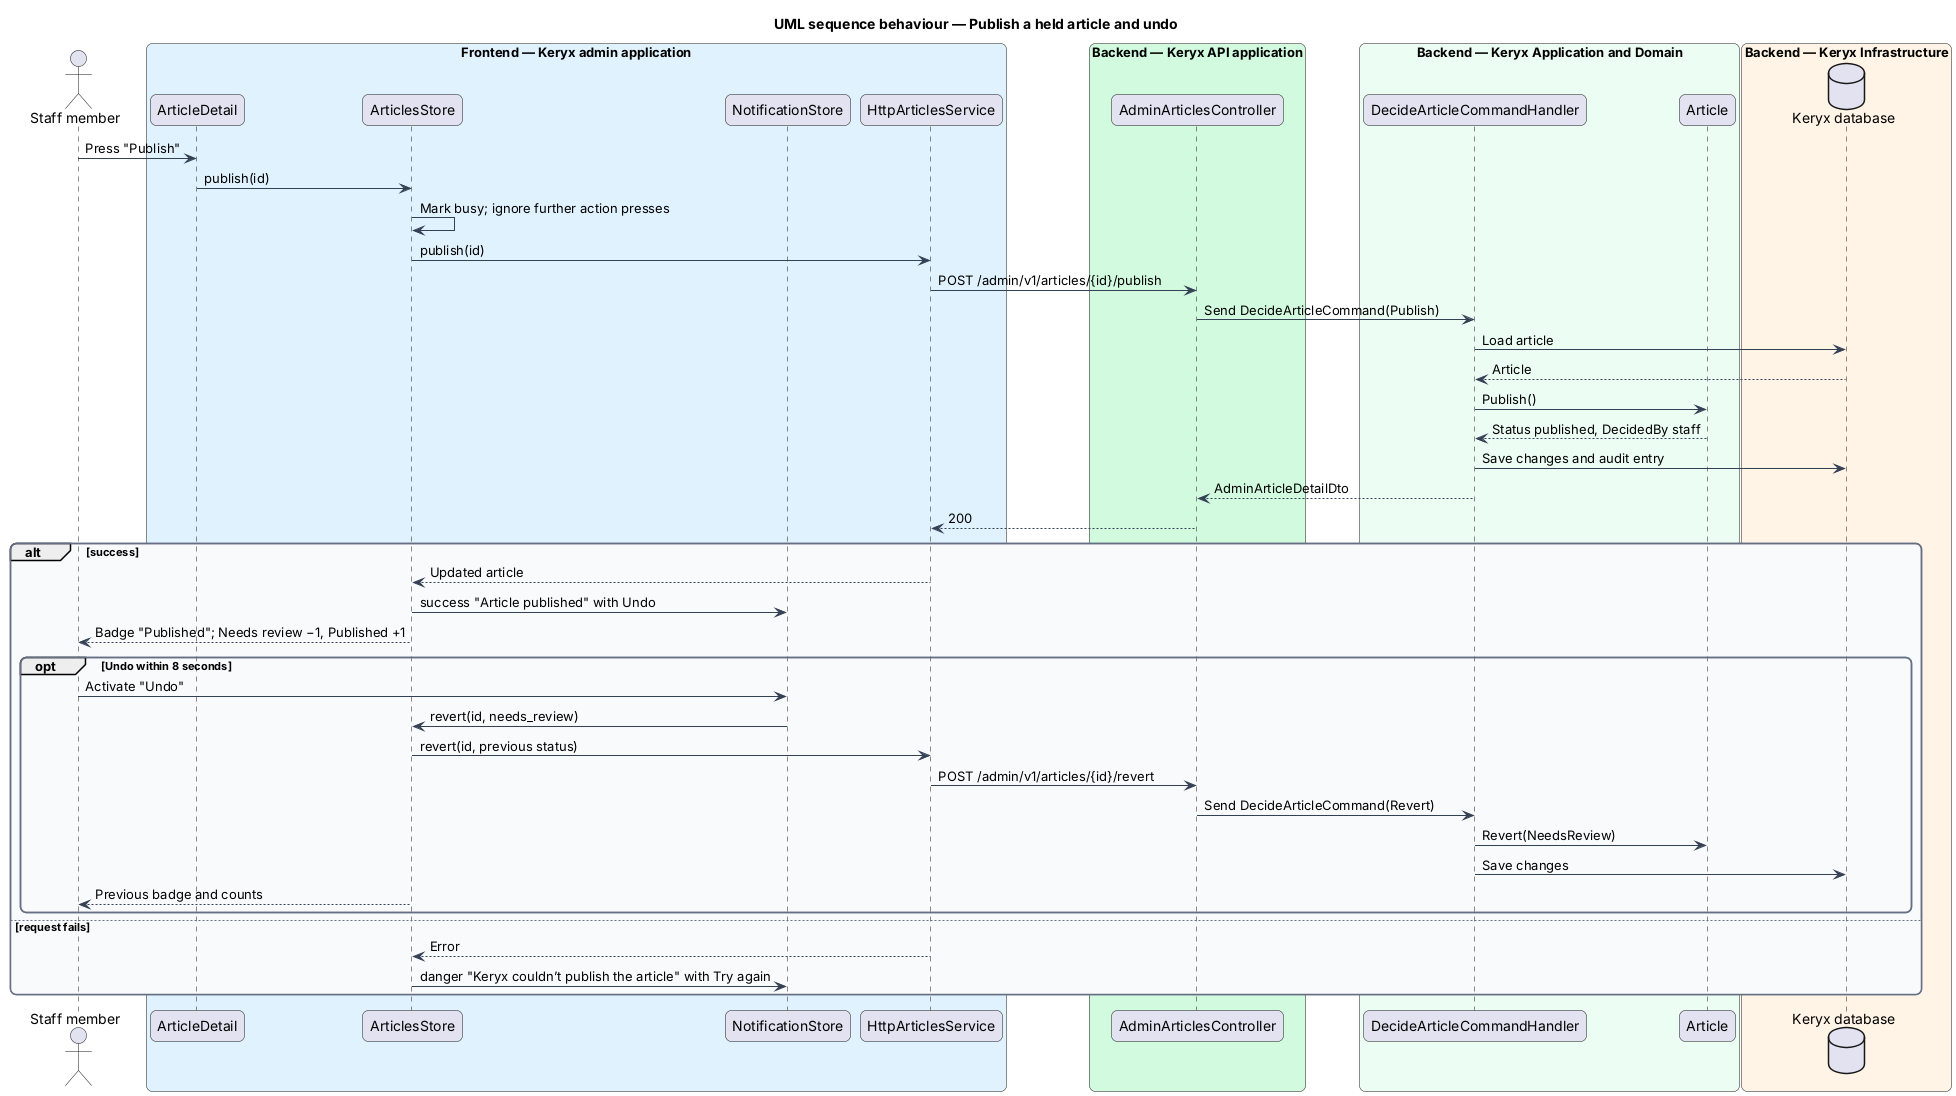 UML sequence behaviour — Publish a held article and undo
Frontend — Keryx admin application
Backend — Keryx API application
Backend — Keryx Application and Domain
Backend — Keryx Infrastructure
Staff member
ArticleDetail
ArticlesStore
NotificationStore
HttpArticlesService
AdminArticlesController
DecideArticleCommandHandler
Article
Keryx database
Press "Publish"
publish(id)
Mark busy; ignore further action presses
publish(id)
POST /admin/v1/articles/{id}/publish
Send DecideArticleCommand(Publish)
Load article
Article
Publish()
Status published, DecidedBy staff
Save changes and audit entry
AdminArticleDetailDto
200
alt [success]
Updated article
success "Article published" with Undo
Badge "Published"; Needs review −1, Published +1
opt [Undo within 8 seconds]
Activate "Undo"
revert(id, needs_review)
revert(id, previous status)
POST /admin/v1/articles/{id}/revert
Send DecideArticleCommand(Revert)
Revert(NeedsReview)
Save changes
Previous badge and counts
[request fails]
Error
danger "Keryx couldn’t publish the article" with Try again
Staff member
ArticleDetail
ArticlesStore
NotificationStore
HttpArticlesService
AdminArticlesController
DecideArticleCommandHandler
Article
Keryx database